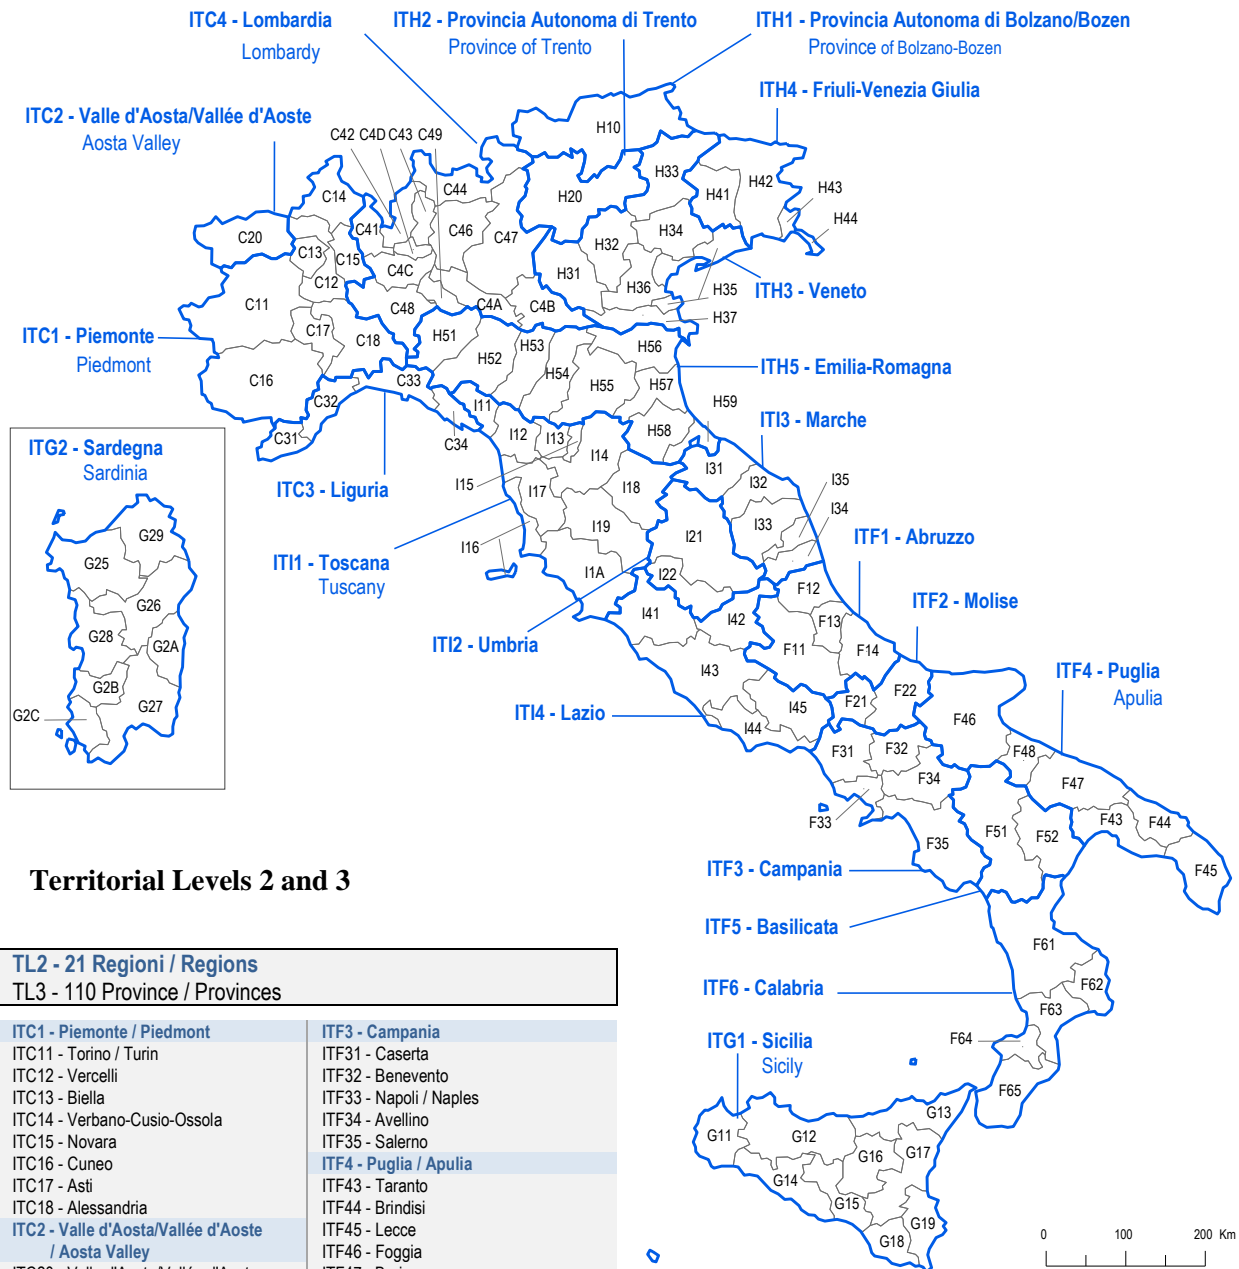 ITC4 - Lombardia
Lombardy
ITH2 - Provincia Autonoma di Trento
Province of Trento
ITH1 - Provincia Autonoma di Bolzano/Bozen
Province of Bolzano-Bozen
ITH4 - Friuli-Venezia Giulia
ITC2 - Valle d'Aosta/Vallée d'Aoste
Aosta Valley
C42 C4D C43 C49
H10
C44
H33
H41
H42
H43
H44
C14
H20
C20
C41
C46
C47
H32
H34
C13
C15
C4C
H31
C12
H36
H35
ITH3 - Veneto
C11
C48
C4A
C4B
H37
ITC1 - Piemonte
Piedmont
C17
C18
H51
H52
H53
H56
C16
C33
H54
H55
H57
ITH5 - Emilia-Romagna
C32
I11
H59
C31
C34
I12
I13
H58
ITI3 - Marche
ITG2 - Sardegna
Sardinia
I14
I31
ITC3 - Liguria
I15
I17
I18
I32
I35
I34
G29
I19
I33
I21
ITF1 - Abruzzo
I16
G25
ITI1 - Toscana
Tuscany
I1A
I22
F12
ITF2 - Molise
G26
I41
I42
F13
G28
G2A
ITI2 - Umbria
F11
F14
I43
ITF4 - Puglia
Apulia
G2B
G27
F21
F22
G2C
ITI4 - Lazio
I45
I44
F46
F31
F32
F48
F34
F47
F33
F43
F44
F35
F51
F52
F45
ITF3 - Campania
Territorial Levels 2 and 3
ITF5 - Basilicata
F61
TL2 - 21 Regioni / Regions
TL3 - 110 Province / Provinces
ITF6 - Calabria
F62
F63
ITG1 - Sicilia
Sicily
F64
F65
G13
G11
G12
G16
G17
G14
G15
G19
G18
0 100 200 Km
ITC1 - Piemonte / Piedmont
ITC11 - Torino / Turin
ITC12 - Vercelli
ITC13 - Biella
ITC14 - Verbano-Cusio-Ossola
ITC15 - Novara
ITC16 - Cuneo
ITC17 - Asti
ITC18 - Alessandria
ITC2 - Valle d'Aosta/Vallée d'Aoste
/ Aosta Valley
ITF3 - Campania
ITF31 - Caserta
ITF32 - Benevento
ITF33 - Napoli / Naples
ITF34 - Avellino
ITF35 - Salerno
ITF4 - Puglia / Apulia
ITF43 - Taranto
ITF44 - Brindisi
ITF45 - Lecce
ITF46 - Foggia